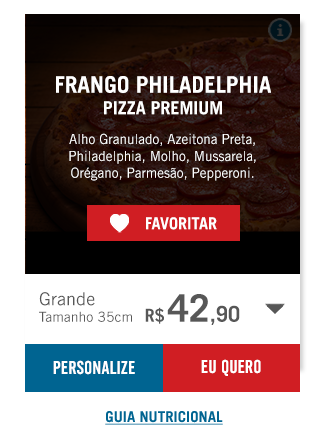 FRANGO PHILADELPHIA
PIZZA PREMIUM
Alho Granulado, Azeitona Preta,
Philadelphia, Molho, Mussarela,
Orégano, Parmesão, Pepperoni.
FAVORITAR
Grande
Tamanho 35cm
R$42,90
PERSONALIZE
EU QUERO
GUIA NUTRICIONAL